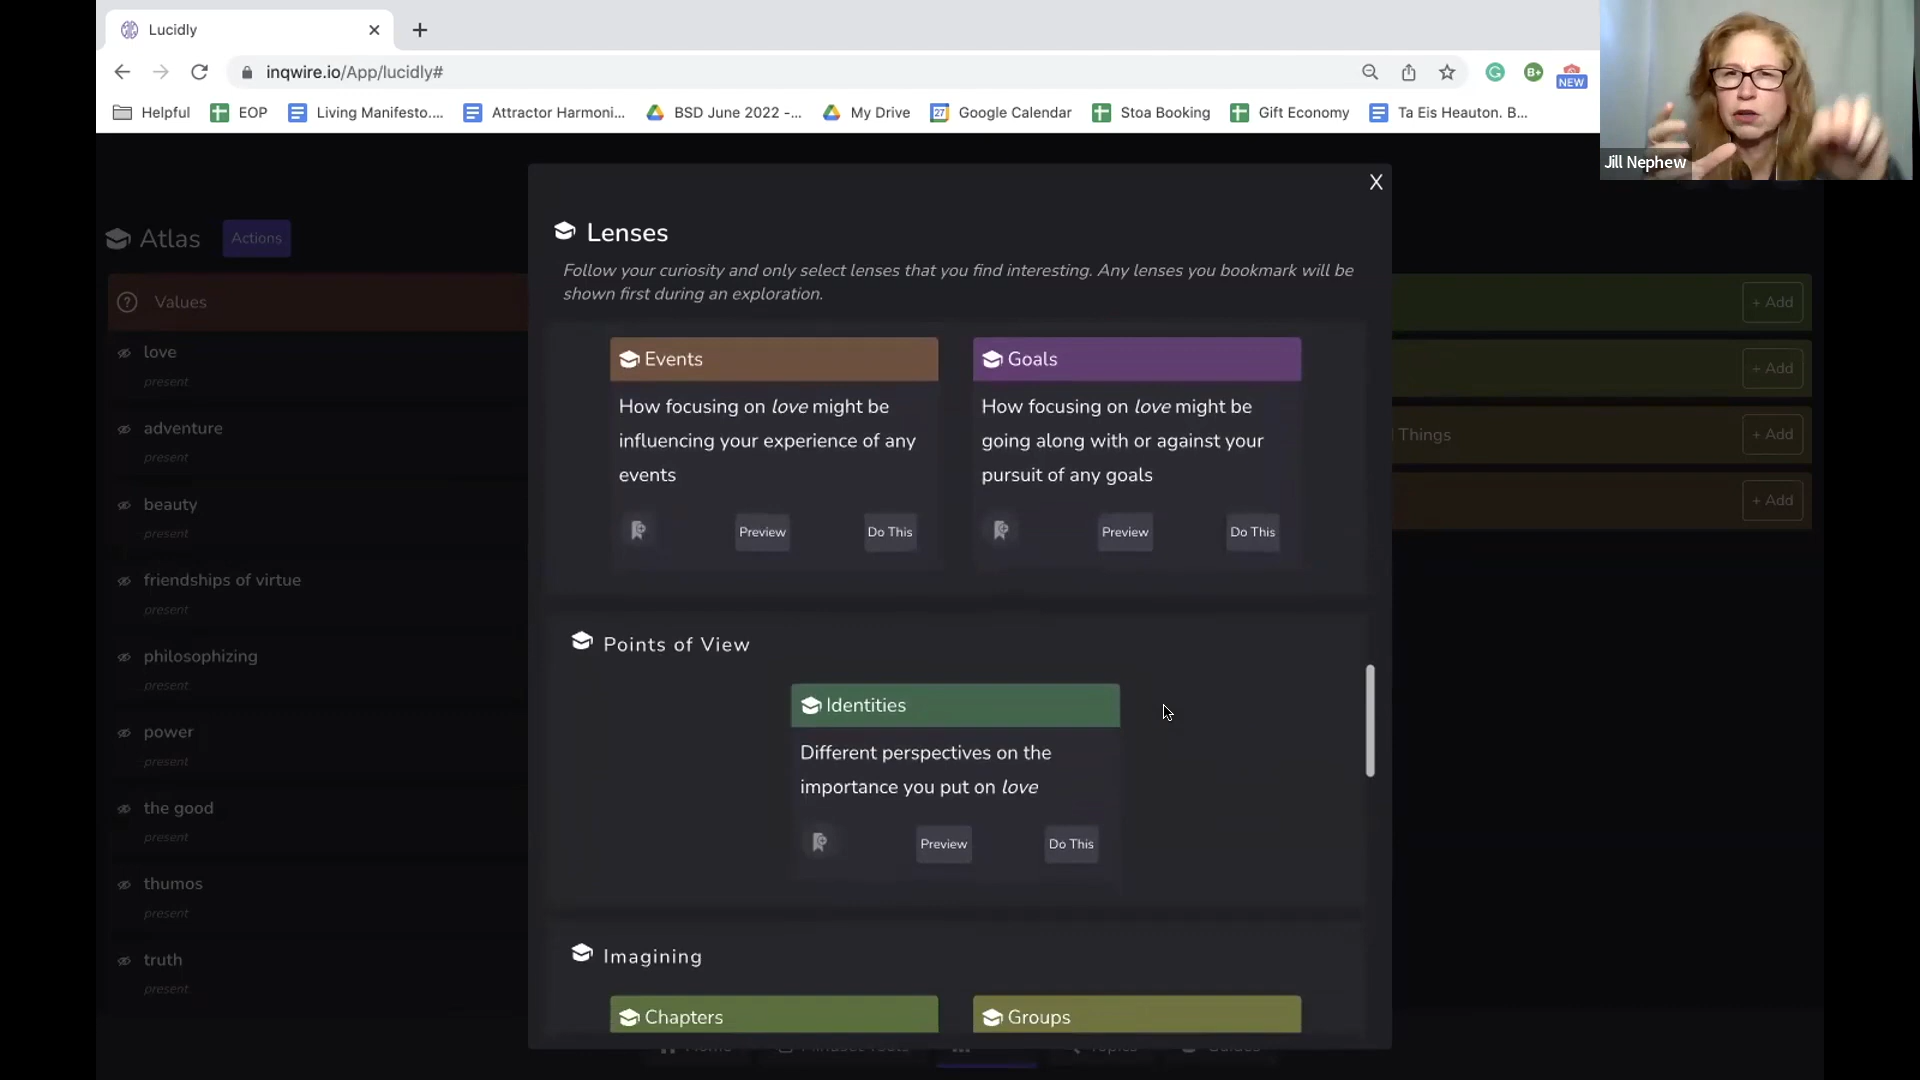 Lucidly
inqwire.io/App/lucidly#
NEW
Helpful
EOP
Living Manifesto....
Attractor Harmoni...
BSD June 2022 -...
My Drive
27
Google Calendar
Stoa Booking
Gift Economy
Ta Eis Heauton. B...
Jill Nephew
X
Atlas
Actions
Values
love
present
adventure
present
beauty
present
friendships of virtue
present
philosophizing
present
power
present
the good
present
thumos
present
truth
present
Lenses
Follow your curiosity and only select lenses that you find interesting. Any lenses you bookmark will be
shown first during an exploration.
Events
How focusing on love might be
influencing your experience of any
events
Preview
Do This
Goals
How focusing on love might be
going along with or against your
pursuit of any goals
Preview
Do This
Points of View
Identities
Different perspectives on the
importance you put on love
Preview
Do This
Imagining
Chapters
Groups
+ Add
+ Add
Things
+ Add
+ Add